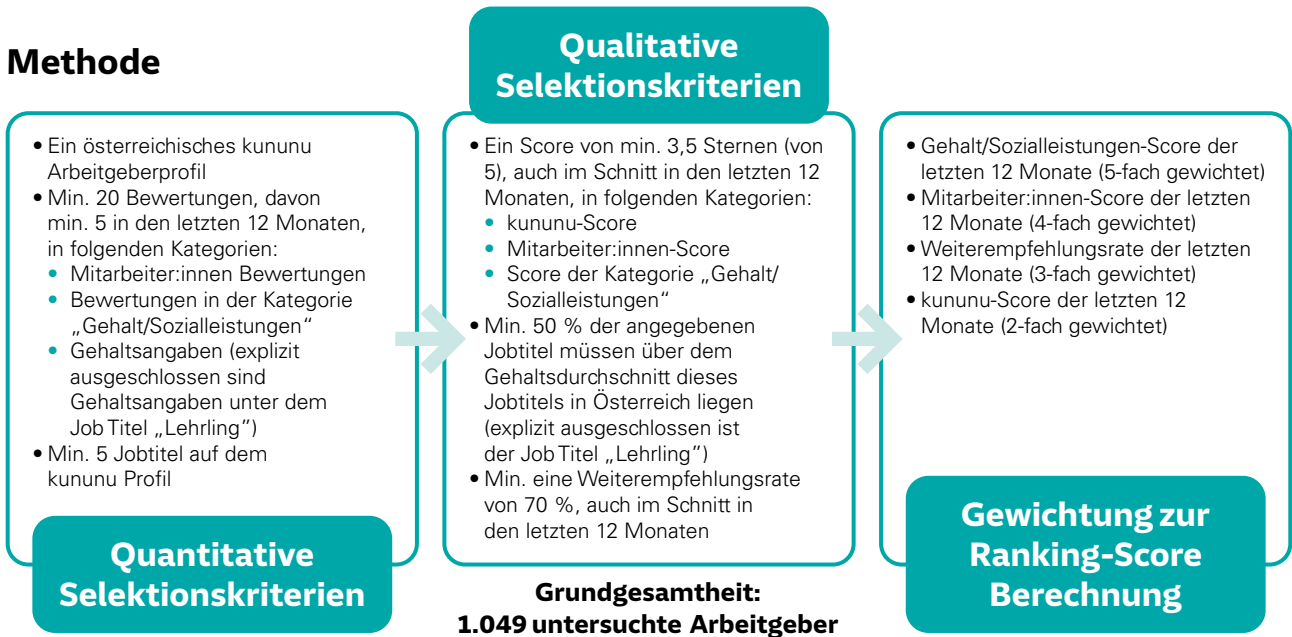 Methode
• Ein österreichisches kununu
Arbeitgeberprofil
• Min. 20 Bewertungen, davon
min. 5 in den letzten 12 Monaten,
in folgenden Kategorien:
• Mitarbeiter:innen Bewertungen
• Bewertungen in der Kategorie
„Gehalt/Sozialleistungen“
• Gehaltsangaben (explizit
ausgeschlossen sind
Gehaltsangaben unter dem
Job Titel „Lehrling“)
• Min. 5 Jobtitel auf dem
kununu Profil
Quantitative
Selektionskriterien
Qualitative
Selektionskriterien
• Ein Score von min. 3,5 Sternen (von
5), auch im Schnitt in den letzten 12
Monaten, in folgenden Kategorien:
• kununu-Score
• Mitarbeiter:innen-Score
• Score der Kategorie „Gehalt/
Sozialleistungen“
• Min. 50 % der angegebenen
Jobtitel müssen über dem
Gehaltsdurchschnitt dieses
Jobtitels in Österreich liegen
(explizit ausgeschlossen ist
der Job Titel „Lehrling“)
• Min. eine Weiterempfehlungsrate
von 70 %, auch im Schnitt in
den letzten 12 Monaten
Grundgesamtheit:
1.049 untersuchte Arbeitgeber
• Gehalt/Sozialleistungen-Score der
letzten 12 Monate (5-fach gewichtet)
• Mitarbeiter:innen-Score der letzten
12 Monate (4-fach gewichtet)
• Weiterempfehlungsrate der letzten
12 Monate (3-fach gewichtet)
• kununu-Score der letzten 12
Monate (2-fach gewichtet)
Gewichtung zur
Ranking-Score
Berechnung